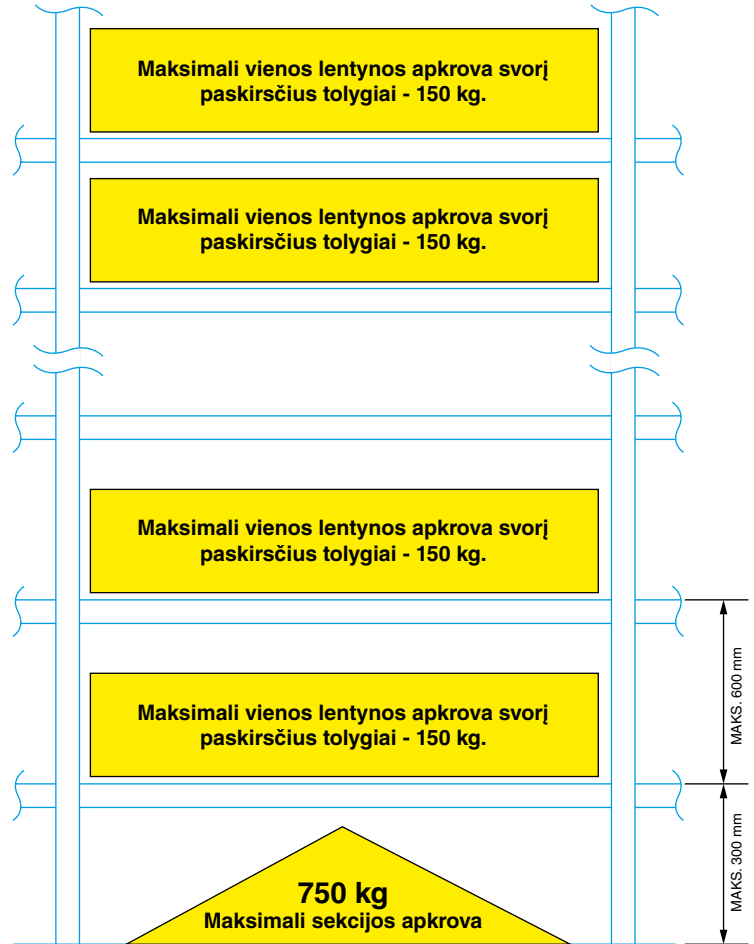 Maksimali vienos lentynos apkrova svorį
paskirsčius tolygiai - 150 kg.
Maksimali vienos lentynos apkrova svorį
paskirsčius tolygiai - 150 kg.
Maksimali vienos lentynos apkrova svorį
paskirsčius tolygiai - 150 kg.
MAKS. 600 mm
Maksimali vienos lentynos apkrova svorį
paskirsčius tolygiai - 150 kg.
MAKS. 300 mm
750 kg
Maksimali sekcijos apkrova